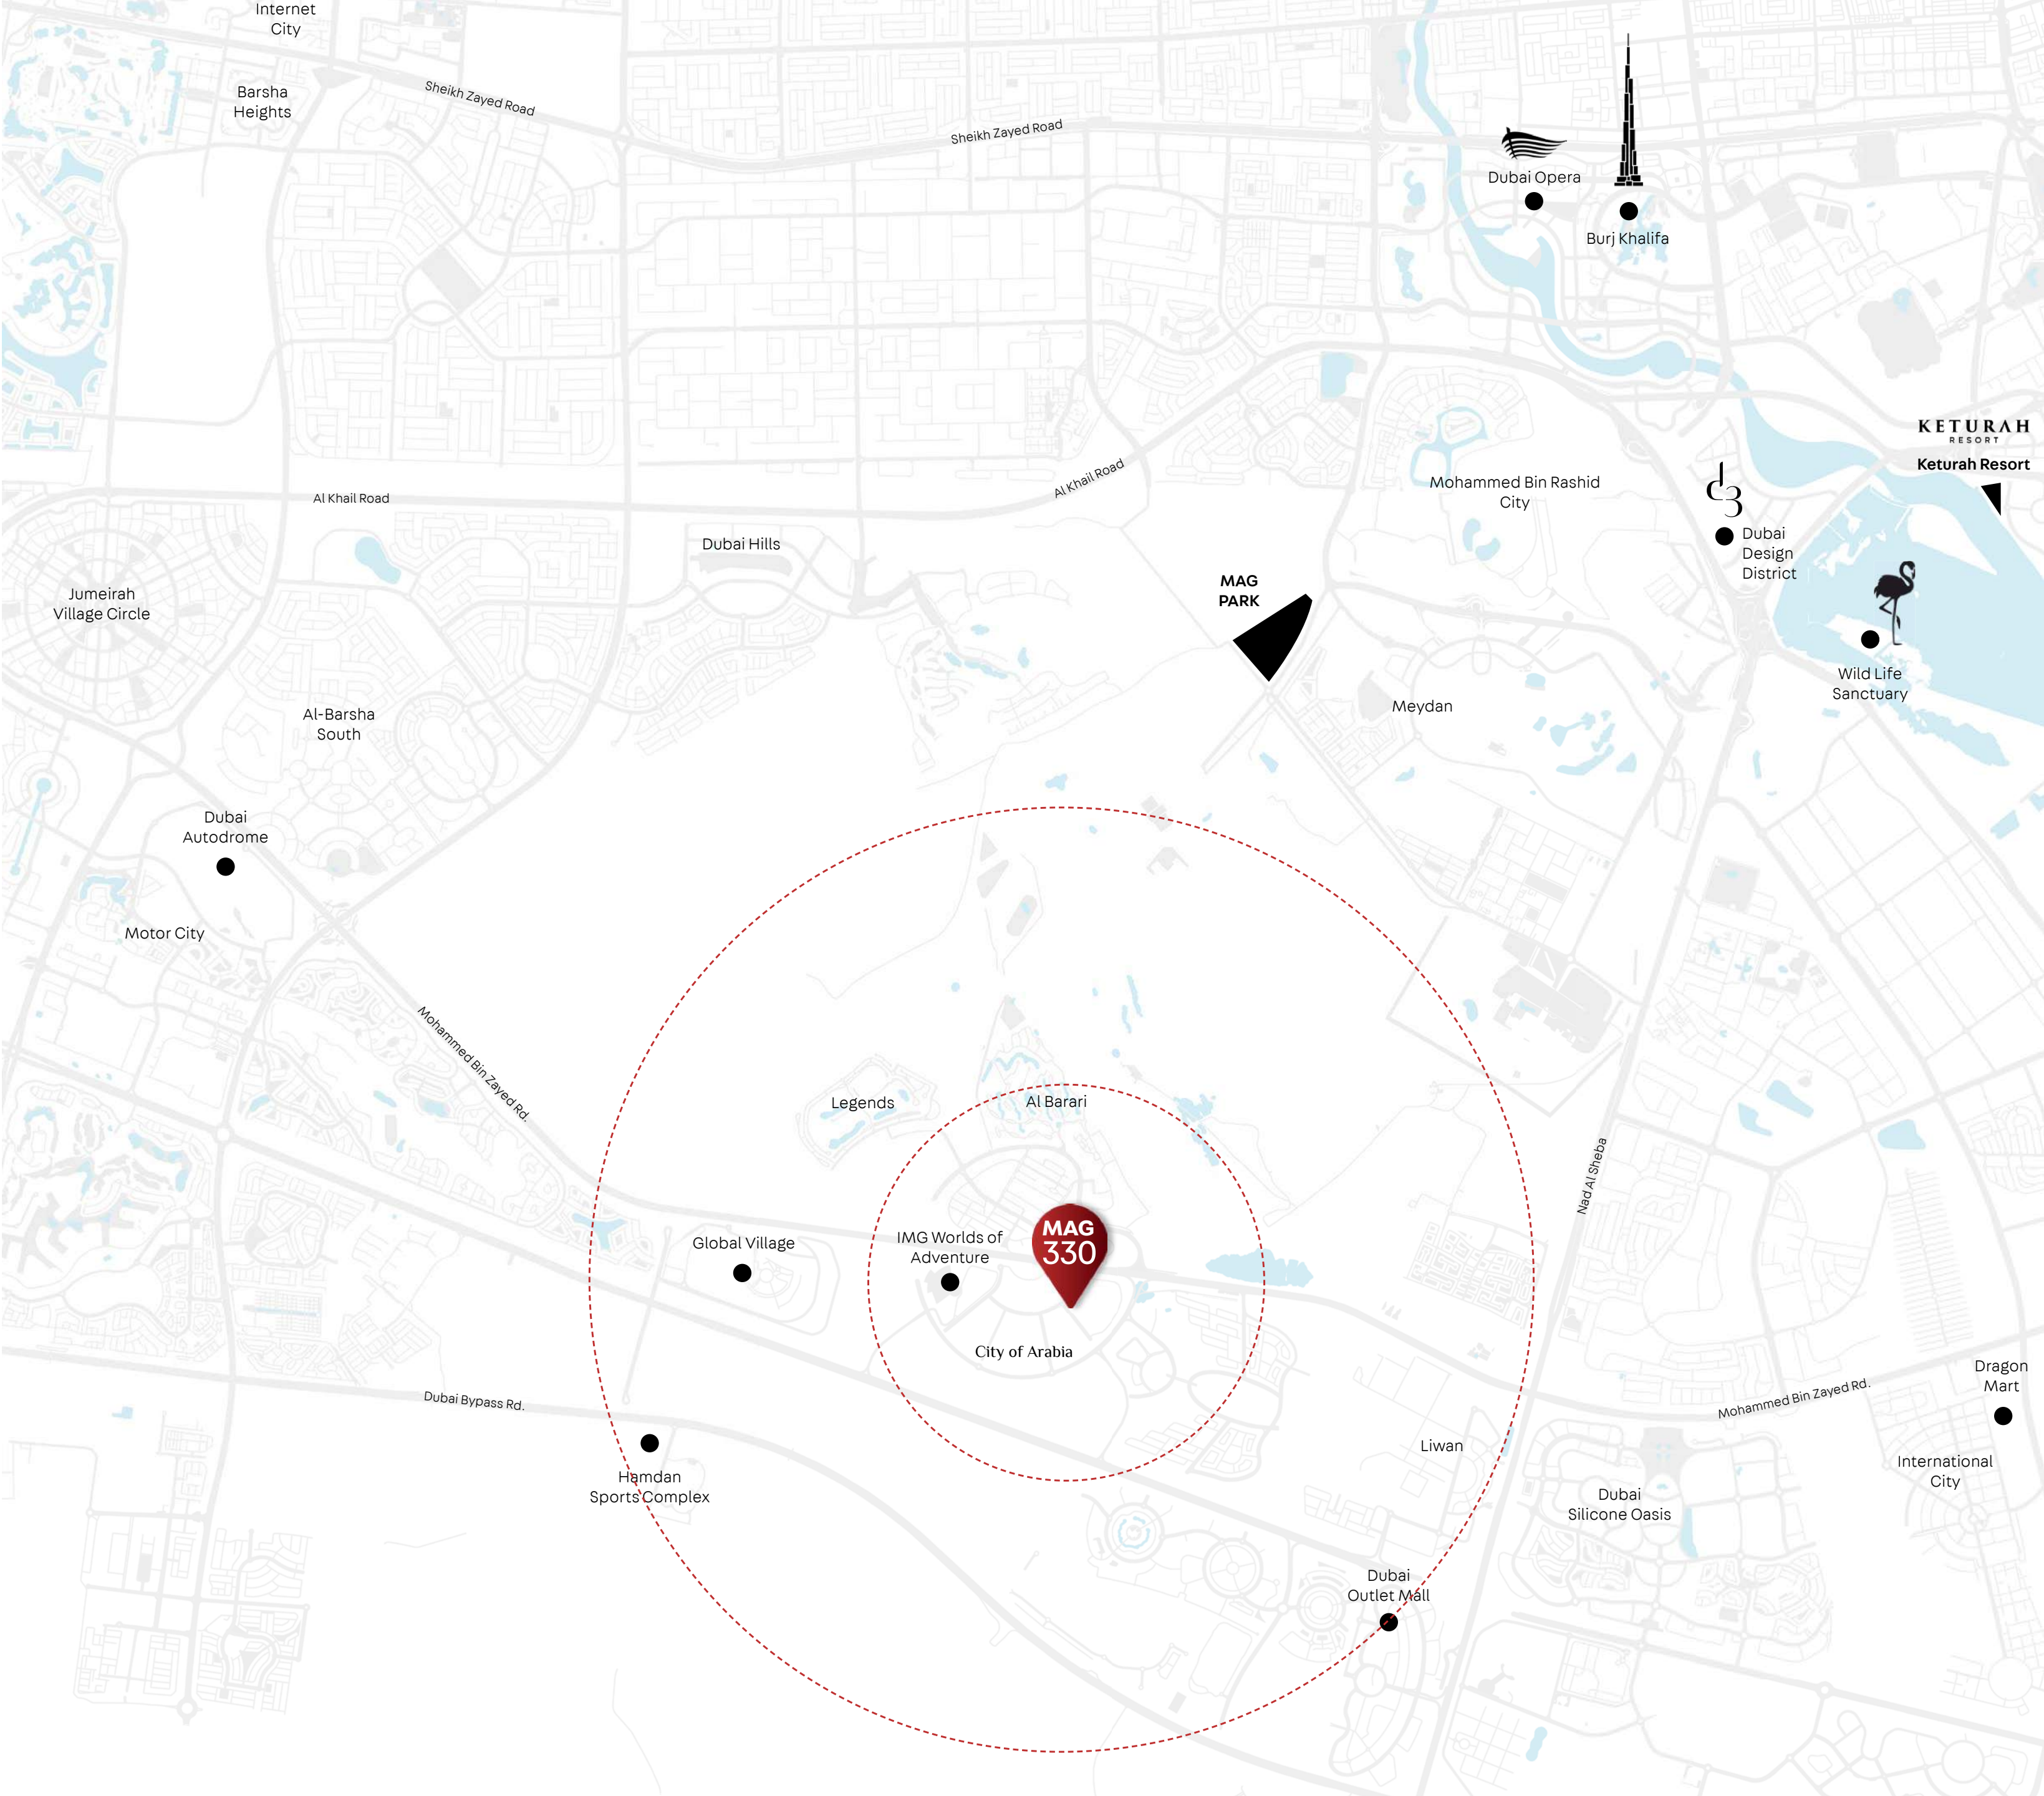 Internet
City
Barsha
Heights
Sheikh Zayed Road
Sheikh Zayed Road
Dubai Opera
Burj Khalifa
KETURAH
RESORT
Keturah Resort
Al Khail Road
Al Khail Road
Mohammed Bin Rashid
City
d3
Dubai
Design
District
Dubai Hills
MAG
PARK
Jumeirah
Village Circle
Wild Life
Sanctuary
Meydan
Al-Barsha
South
Dubai
Autodrome
Motor City
Mohammed Bin Zayed Rd.
Legends
Al Barari
Nad Al Sheba
Global Village
IMG Worlds of
Adventure
MAG
330
City of Arabia
Dubai Bypass Rd.
Mohammed Bin Zayed Rd.
Dragon
Mart
Hamdan
Sports Complex
Liwan
International
City
Dubai
Silicone Oasis
Dubai
Outlet Mall